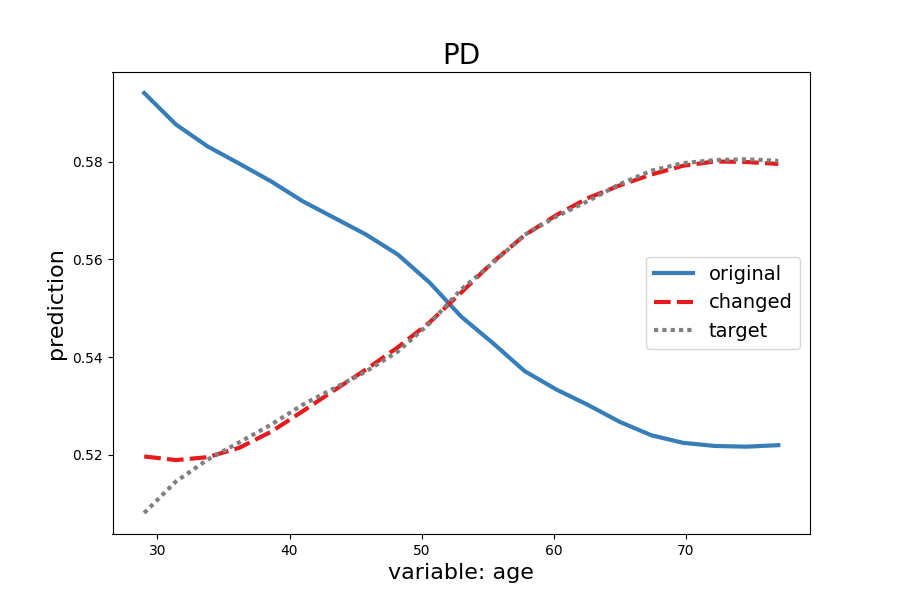 PD
0.58
0.56
0.54
0.52
prediction
original
changed
target
30 40 50 60 70
variable: age